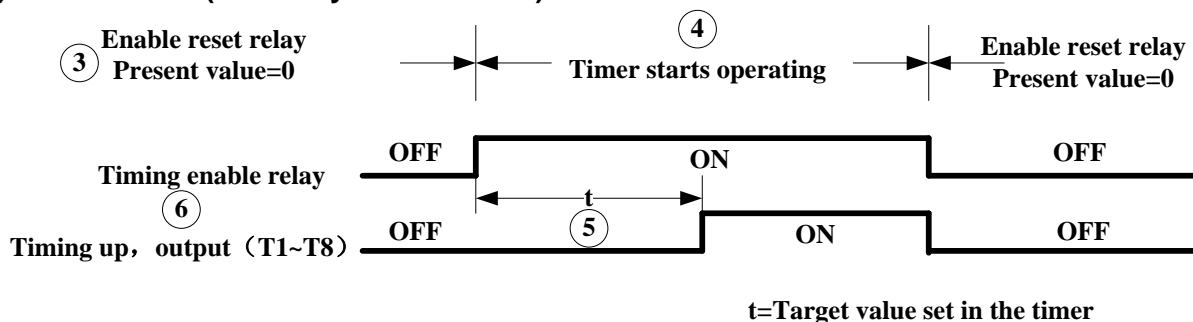 ③ Enable reset relay
Present value=0
④
Timer starts operating
Enable reset relay
Present value=0
Timing enable relay
OFF
ON
OFF
t
⑥
⑤
Timing up，output（T1~T8）
OFF
ON
OFF
t=Target value set in the timer